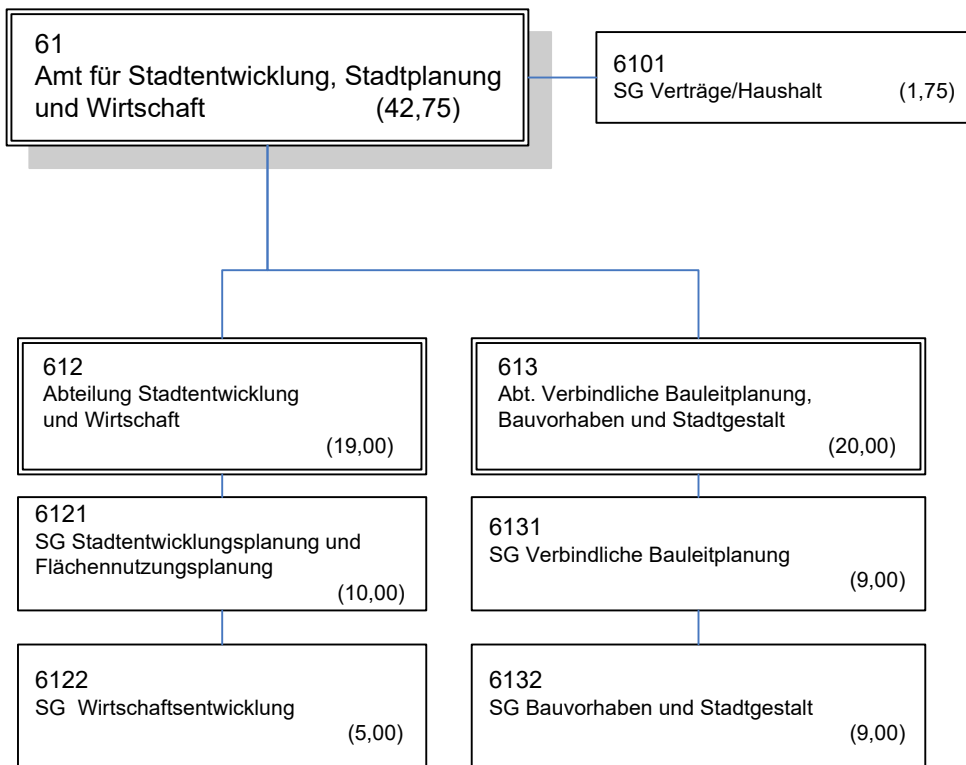 61
Amt für Stadtentwicklung, Stadtplanung
und Wirtschaft (42,75)
6101
SG Verträge/Haushalt (1,75)
612
Abteilung Stadtentwicklung
und Wirtschaft
(19,00)
613
Abt. Verbindliche Bauleitplanung,
Bauvorhaben und Stadtgestalt
(20,00)
6121
SG Stadtentwicklungsplanung und
Flächennutzungsplanung
(10,00)
6131
SG Verbindliche Bauleitplanung
(9,00)
6122
SG Wirtschaftsentwicklung
(5,00)
6132
SG Bauvorhaben und Stadtgestalt
(9,00)